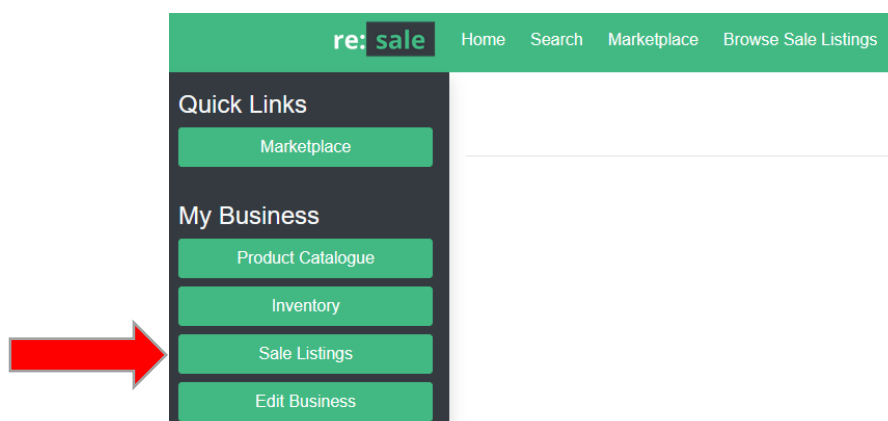 re: sale Home Search Marketplace Browse Sale Listings
Quick Links
Marketplace
My Business
Product Catalogue
Inventory
Sale Listings
Edit Business